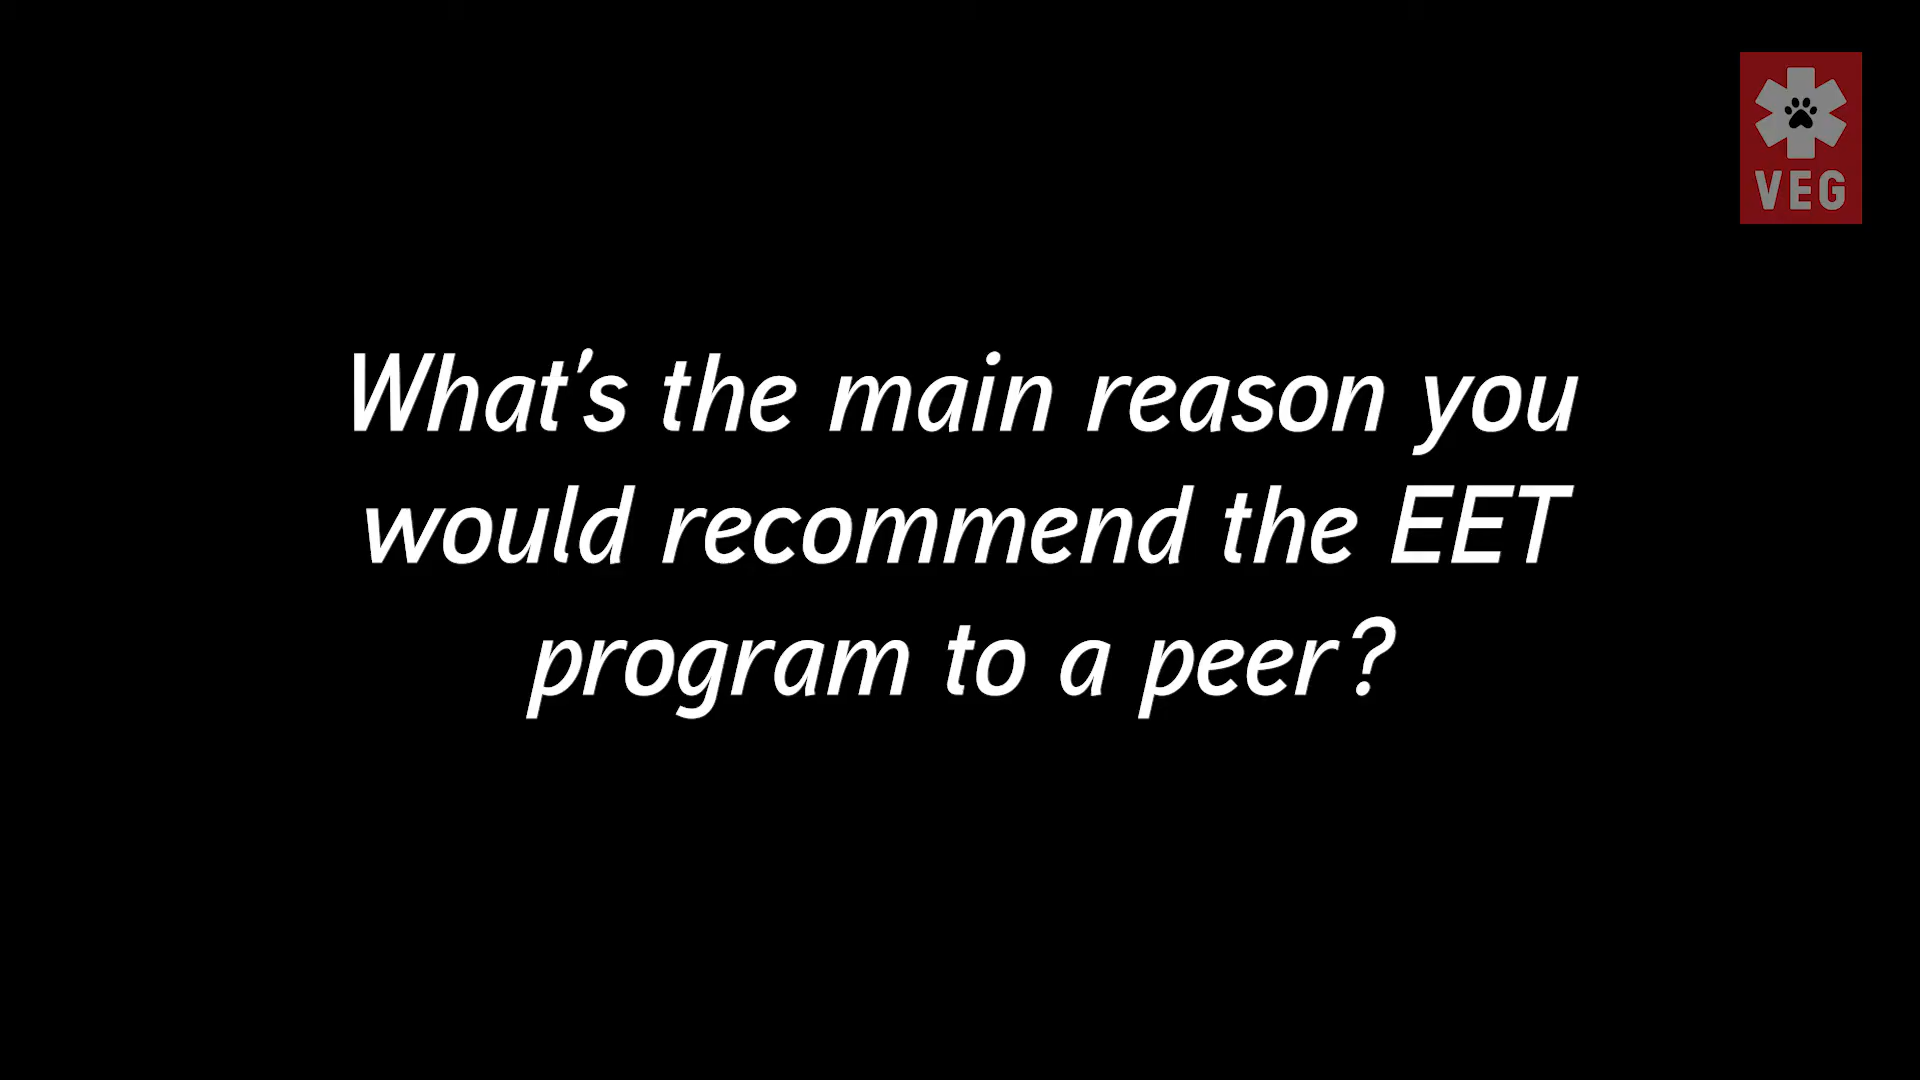 VEG
What's the main reason you
would recommend the EET
program to a peer?